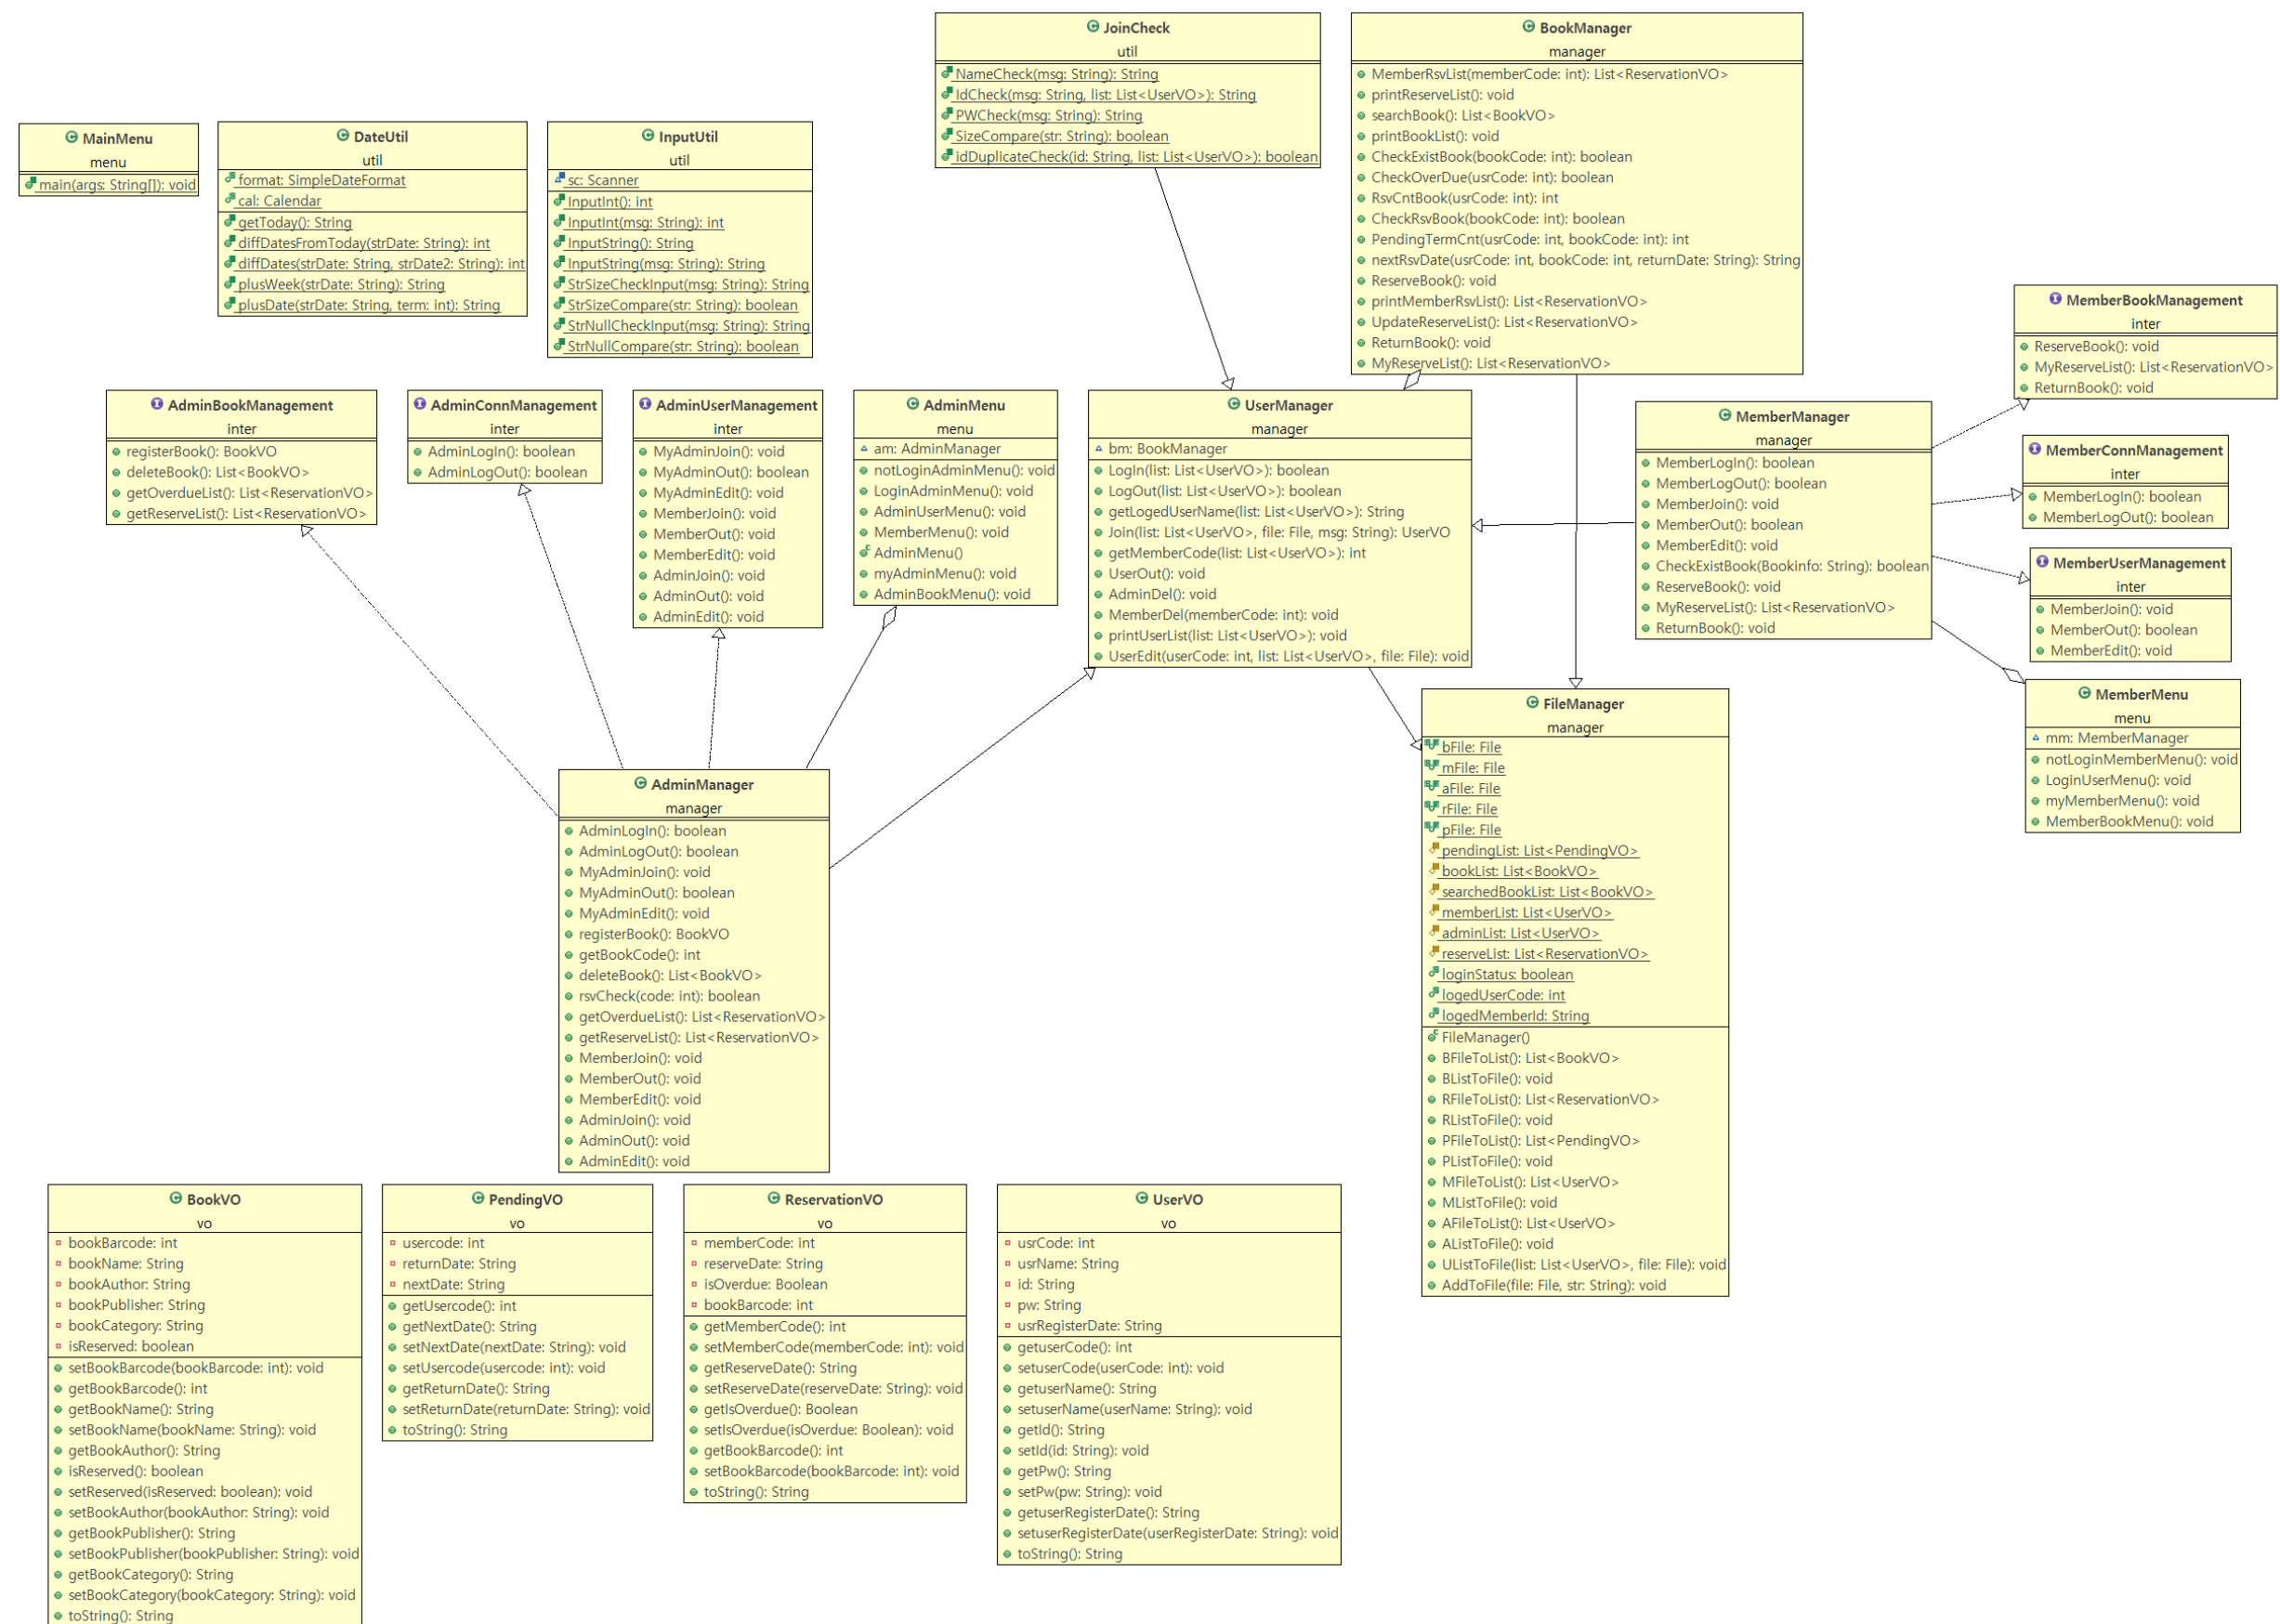 JoinCheck
util
NameCheck(msg: String): String
IdCheck(msg: String, list: List<UserVO>): String
PWCheck(msg: String): String
SizeCompare(str: String): boolean
idDuplicateCheck(id: String, list: List<UserVO>): boolean
BookManager
manager
MemberRsvList(memberCode: int): List<ReservationVO>
printReserveList(): void
searchBook(): List<BookVO>
printBookList(): void
CheckExistBook(bookCode: int): boolean
CheckOverDue(usrCode: int): boolean
RsvCntBook(usrCode: int): int
CheckRsvBook(bookCode: int): boolean
PendingTermCnt(usrCode: int, bookCode: int): int
nextRsvDate(usrCode: int, bookCode: int, returnDate: String): String
ReserveBook(): void
printMemberRsvList(): List<ReservationVO>
UpdateReserveList(): List<ReservationVO>
ReturnBook(): void
MyReserveList(): List<ReservationVO>
MainMenu
menu
main(args: String[]): void
DateUtil
util
format: SimpleDateFormat
cal: Calendar
getToday(): String
diffDatesFromToday(strDate: String): int
diffDates(strDate: String, strDate2: String): int
plusWeek(strDate: String): String
plusDate(strDate: String, term: int): String
InputUtil
util
sc: Scanner
InputInt(): int
InputInt(msg: String): int
InputString(): String
InputString(msg: String): String
StrSizeCheckInput(msg: String): String
StrSizeCompare(str: String): boolean
StrNullCheckInput(msg: String): String
StrNullCompare(str: String): boolean
MemberBookManagement
inter
ReserveBook(): void
MyReserveList(): List<ReservationVO>
ReturnBook(): void
AdminBookManagement
inter
registerBook(): BookVO
deleteBook(): List<BookVO>
getOverdueList(): List<ReservationVO>
getReserveList(): List<ReservationVO>
AdminConnManagement
inter
AdminLogIn(): boolean
AdminLogOut(): boolean
AdminUserManagement
inter
MyAdminJoin(): void
MyAdminOut(): boolean
MyAdminEdit(): void
MemberJoin(): void
MemberOut(): void
MemberEdit(): void
AdminJoin(): void
AdminOut(): void
AdminEdit(): void
AdminMenu
menu
am: AdminManager
notLoginAdminMenu(): void
LoginAdminMenu(): void
AdminUserMenu(): void
MemberMenu(): void
AdminMenu()
myAdminMenu(): void
AdminBookMenu(): void
UserManager
manager
bm: BookManager
LogIn(list: List<UserVO>): boolean
LogOut(list: List<UserVO>): boolean
getLogedUserName(list: List<UserVO>): String
Join(list: List<UserVO>, file: File, msg: String): UserVO
getMemberCode(list: List<UserVO>): int
UserOut(): void
AdminDel(): void
MemberDel(memberCode: int): void
printUserList(list: List<UserVO>): void
UserEdit(userCode: int, list: List<UserVO>, file: File): void
MemberManager
manager
MemberLogIn(): boolean
MemberLogOut(): boolean
MemberJoin(): void
MemberOut(): boolean
MemberEdit(): void
CheckExistBook(Bookinfo: String): boolean
ReserveBook(): void
MyReserveList(): List<ReservationVO>
ReturnBook(): void
MemberConnManagement
inter
MemberLogIn(): boolean
MemberLogOut(): boolean
MemberUserManagement
inter
MemberJoin(): void
MemberOut(): boolean
MemberEdit(): void
MemberMenu
menu
mm: MemberManager
notLoginMemberMenu(): void
LoginUserMenu(): void
myMemberMenu(): void
MemberBookMenu(): void
FileManager
manager
bFile: File
mFile: File
aFile: File
rFile: File
pFile: File
pendingList: List<PendingVO>
bookList: List<BookVO>
searchedBookList: List<BookVO>
memberList: List<UserVO>
adminList: List<UserVO>
reserveList: List<ReservationVO>
loginStatus: boolean
logedUserCode: int
logedMemberId: String
FileManager()
BFileToList(): List<BookVO>
BListToFile(): void
RFileToList(): List<ReservationVO>
RListToFile(): void
PFileToList(): List<PendingVO>
PListToFile(): void
MFileToList(): List<UserVO>
MListToFile(): void
AFileToList(): List<UserVO>
AListToFile(): void
UListToFile(list: List<UserVO>, file: File): void
AddToFile(file: File, str: String): void
AdminManager
manager
AdminLogIn(): boolean
AdminLogOut(): boolean
MyAdminJoin(): void
MyAdminOut(): boolean
MyAdminEdit(): void
registerBook(): BookVO
getBookCode(): int
deleteBook(): List<BookVO>
rsvCheck(code: int): boolean
getOverdueList(): List<ReservationVO>
getReserveList(): List<ReservationVO>
MemberJoin(): void
MemberOut(): void
MemberEdit(): void
AdminJoin(): void
AdminOut(): void
AdminEdit(): void
BookVO
vo
bookBarcode: int
bookName: String
bookAuthor: String
bookPublisher: String
bookCategory: String
isReserved: boolean
setBookBarcode(bookBarcode: int): void
getBookBarcode(): int
getBookName(): String
setBookName(bookName: String): void
getBookAuthor(): String
isReserved(): boolean
setReserved(isReserved: boolean): void
setBookAuthor(bookAuthor: String): void
getBookPublisher(): String
setBookPublisher(bookPublisher: String): void
getBookCategory(): String
setBookCategory(bookCategory: String): void
toString(): String
PendingVO
vo
usercode: int
returnDate: String
nextDate: String
getUsercode(): int
getNextDate(): String
setNextDate(nextDate: String): void
setUsercode(usercode: int): void
getReturnDate(): String
setReturnDate(returnDate: String): void
toString(): String
ReservationVO
vo
memberCode: int
reserveDate: String
isOverdue: Boolean
bookBarcode: int
getMemberCode(): int
setMemberCode(memberCode: int): void
getReserveDate(): String
setReserveDate(reserveDate: String): void
getIsOverdue(): Boolean
setIsOverdue(isOverdue: Boolean): void
getBookBarcode(): int
setBookBarcode(bookBarcode: int): void
toString(): String
UserVO
vo
usrCode: int
usrName: String
id: String
pw: String
usrRegisterDate: String
getuserCode(): int
setuserCode(userCode: int): void
getuserName(): String
setuserName(userName: String): void
getId(): String
setId(id: String): void
getPw(): String
setPw(pw: String): void
getuserRegisterDate(): String
setuserRegisterDate(userRegisterDate: String): void
toString(): String